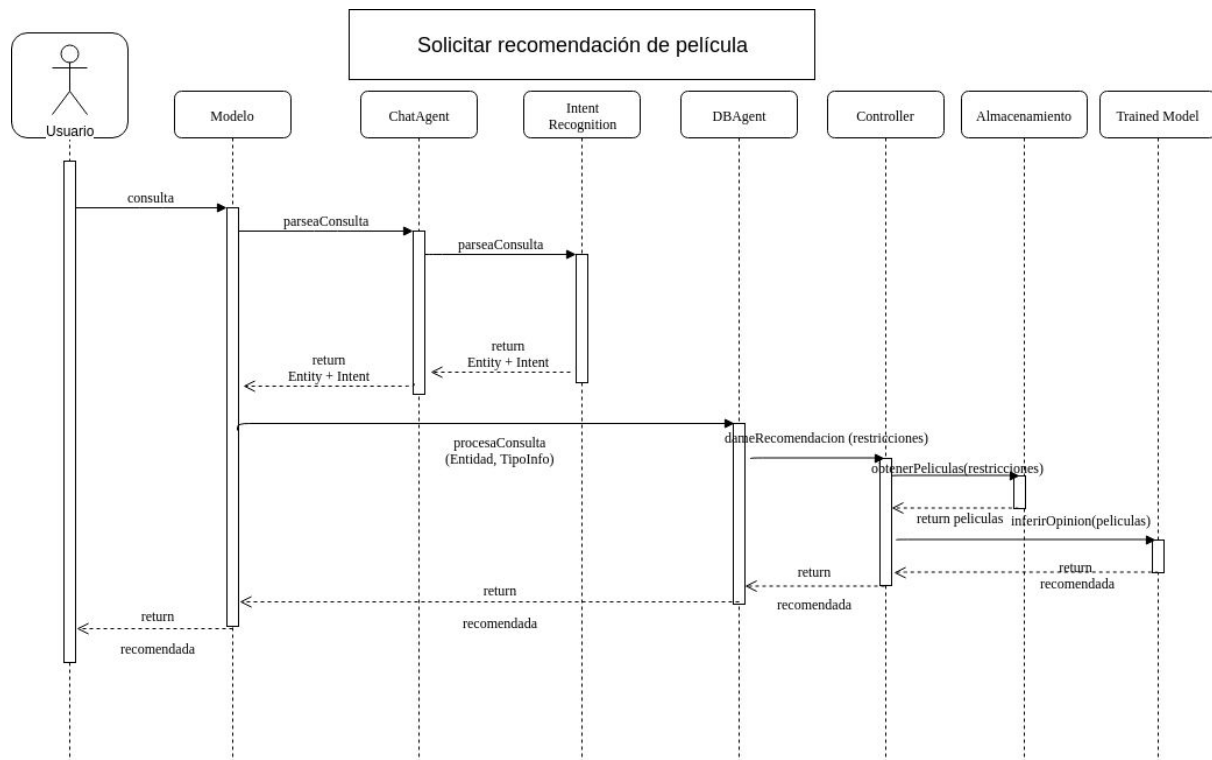 Solicitar recomendación de película
Usuario
Modelo
ChatAgent
Intent
Recognition
DBAgent
Controller
Almacenamiento
Trained Model
consulta
parseaConsulta
parseaConsulta
return
Entity + Intent
return
Entity + Intent
procesaConsulta
(Entidad, TipoInfo)
dameRecomendacion (restricciones)
obtenerPeliculas(restricciones)
return peliculas
inferirOpinion(peliculas)
return
recomendada
return
recomendada
return
recomendada
return
recomendada